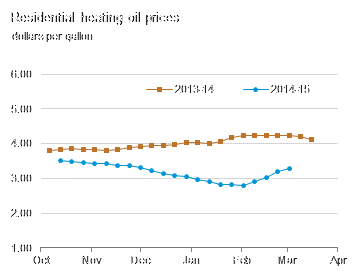 Residential heating oil prices
dollars per gallon
6.00
2013-14 2014-15
5.00
4.00
3.00
2.00
1.00
Oct Nov Dec Jan Feb Mar Apr